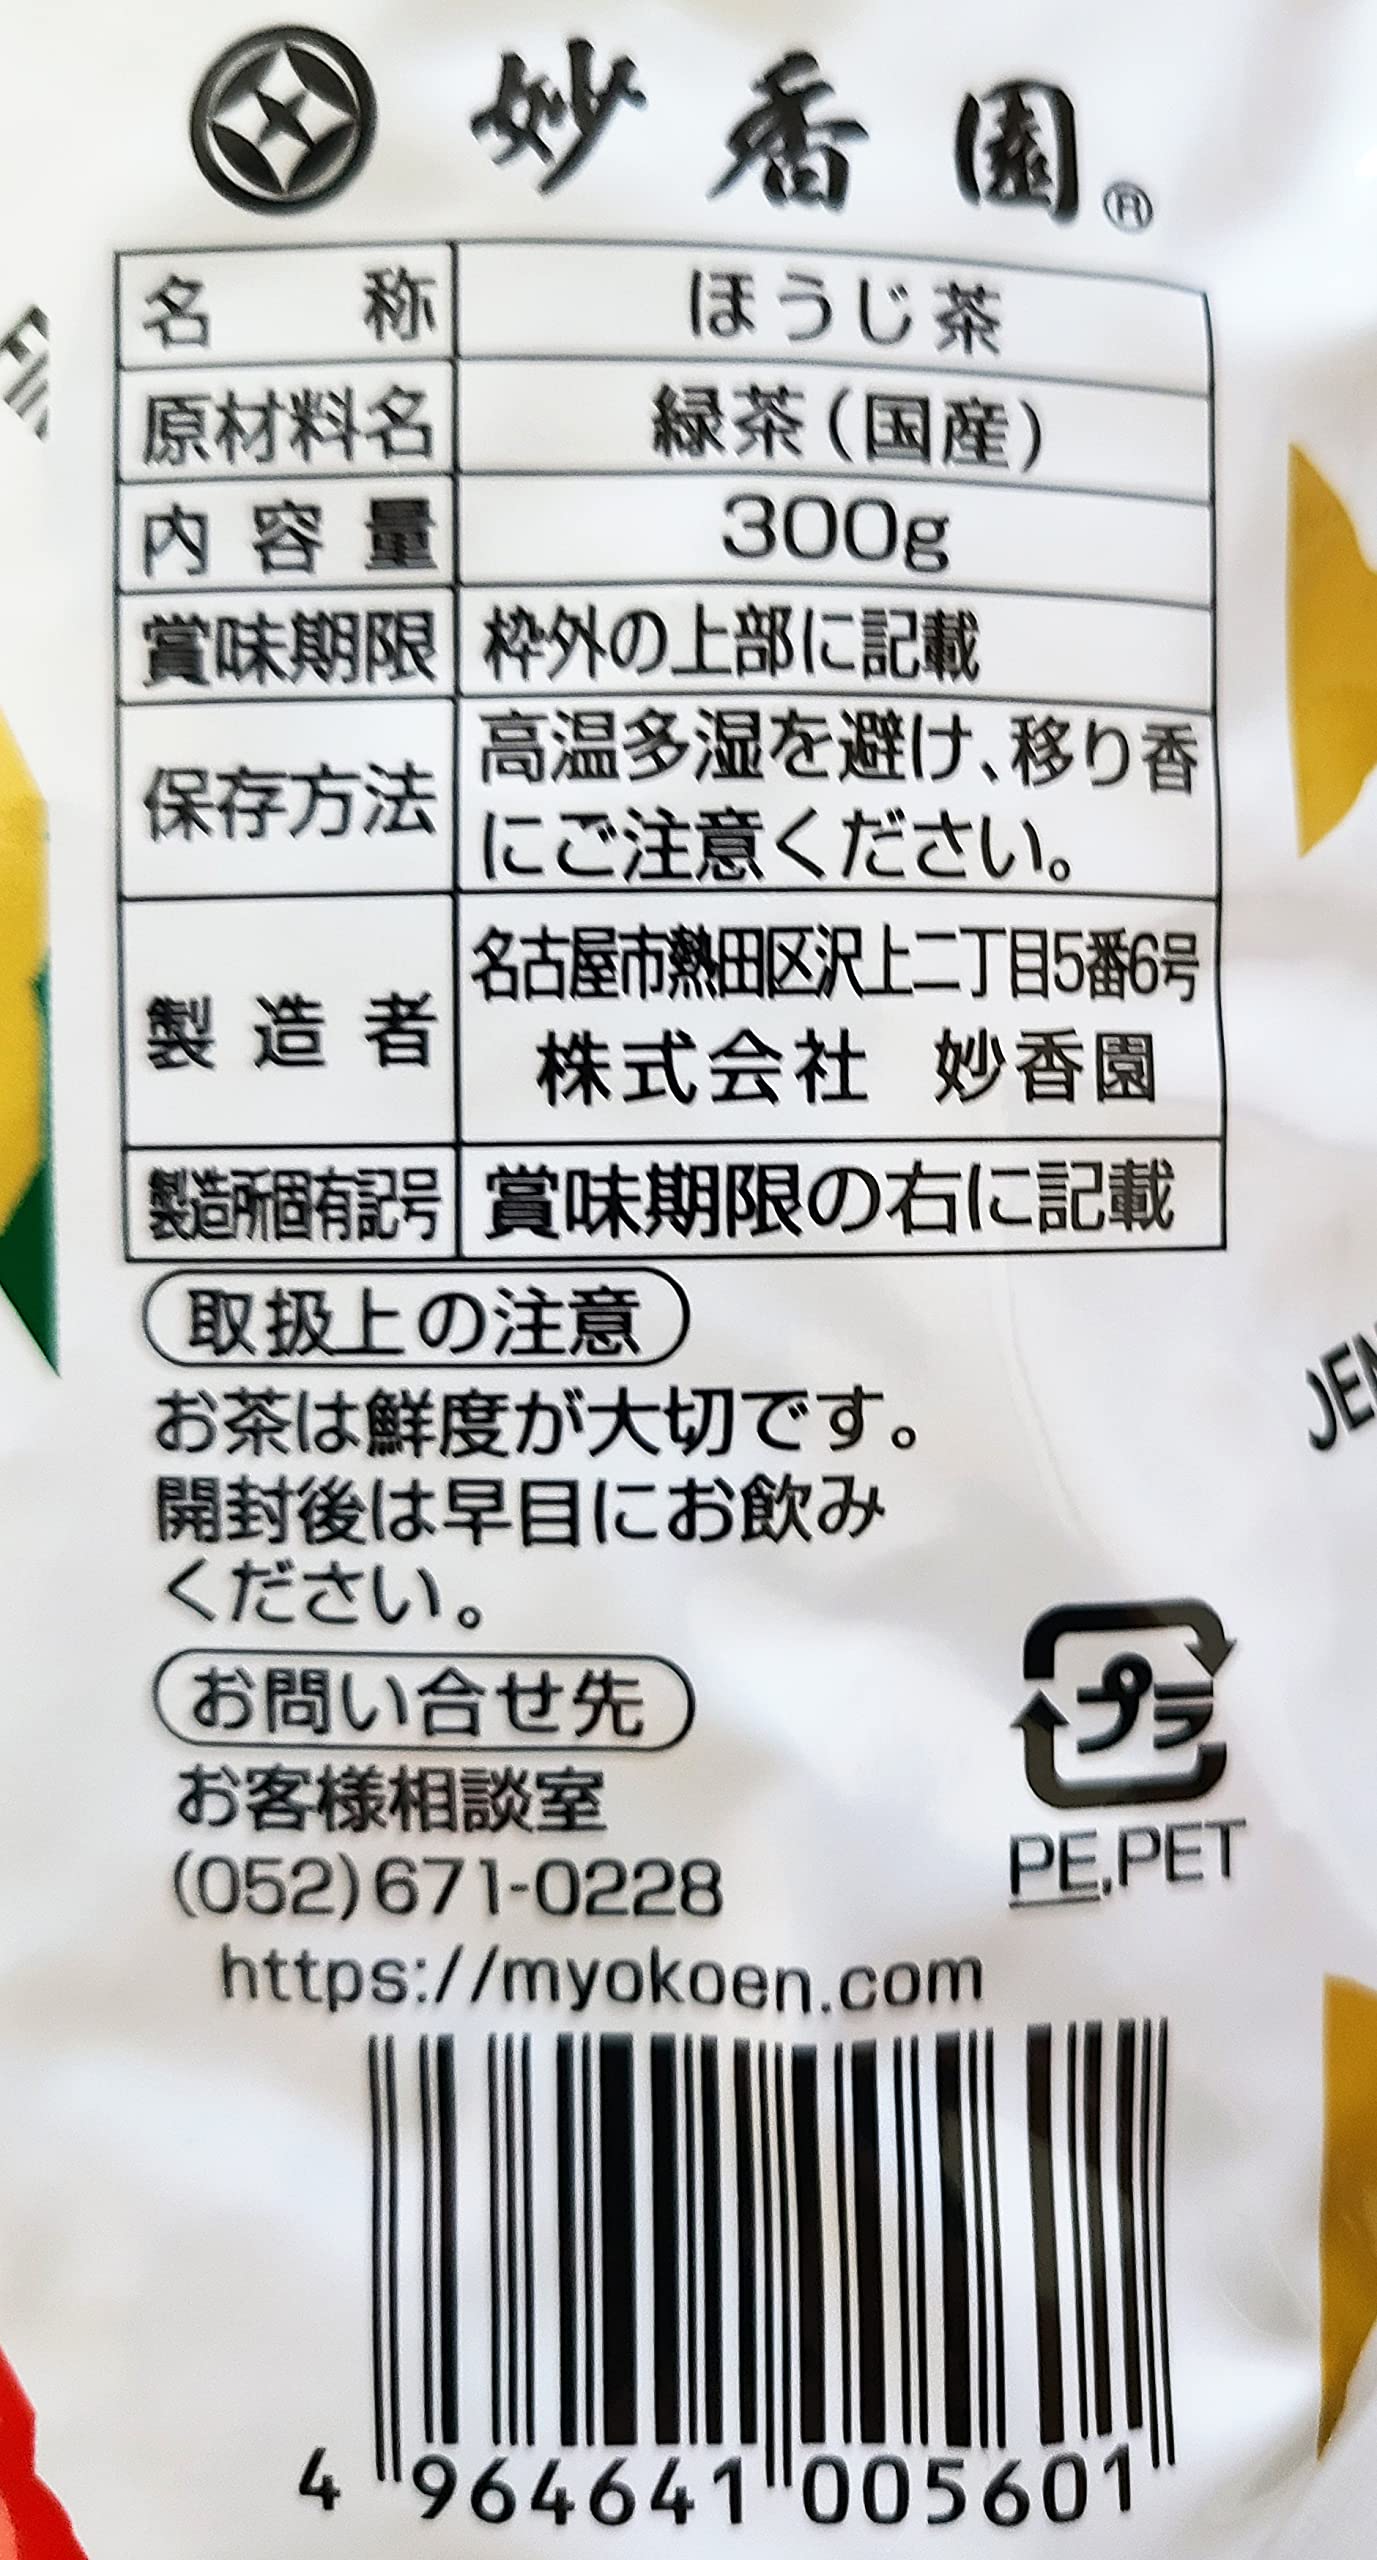 妙香園®
名称 ほうじ茶
原材料名 緑茶(国産)
内容量 300g
賞味期限 枠外の上部に記載
保存方法 高温多湿を避け、移り香
にご注意ください。
製造者 名古屋市熱田区沢上二丁目5番6号
株式会社 妙香園
製造所固有記号 賞味期限の右に記載
取扱上の注意
お茶は鮮度が大切です。
開封後は早目にお飲み
ください。
お問い合せ先
お客様相談室
(052)671-0228
プラ
PE,PET
https://myokoen.com
4 964641 005601